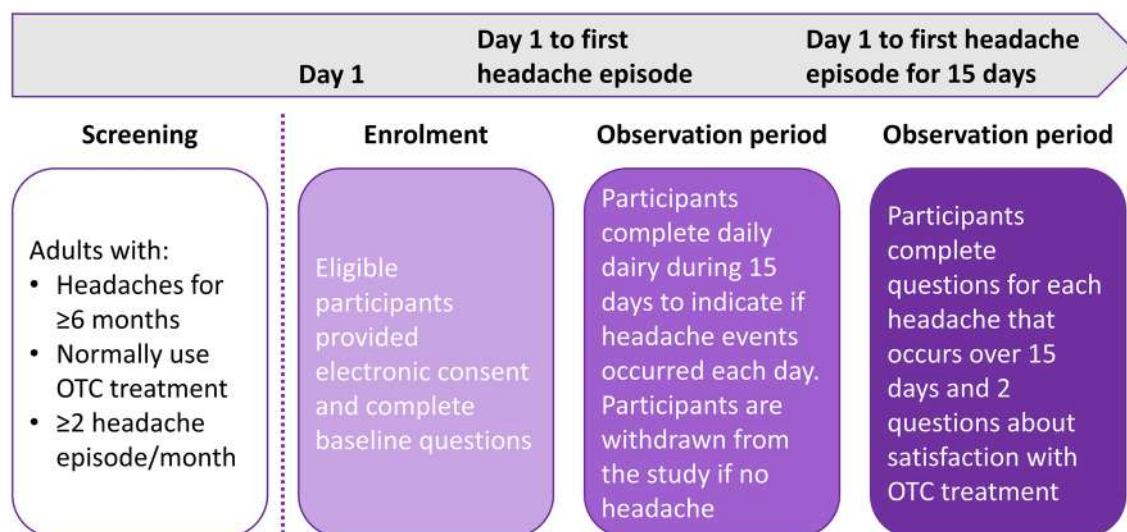 Day 1
Day 1 to first
headache episode
Day 1 to first headache
episode for 15 days
Screening
Enrolment
Observation period
Observation period
Adults with:
• Headaches for
≥6 months
• Normally use
OTC treatment
• ≥2 headache
episode/month
Eligible
participants
provided
electronic consent
and complete
baseline questions
Participants
complete daily
dairy during 15
days to indicate if
headache events
occurred each day.
Participants are
withdrawn from
the study if no
headache
Participants
complete
questions for each
headache that
occurs over 15
days and 2
questions about
satisfaction with
OTC treatment